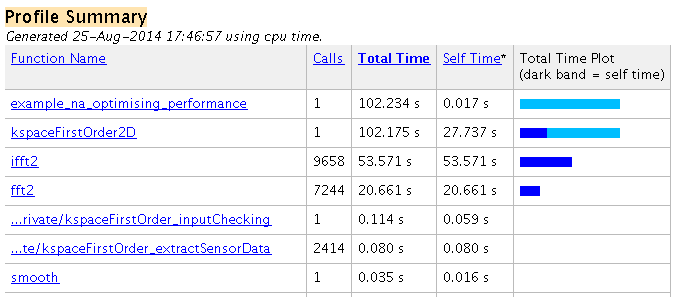 Profile Summary
Generated 25-Aug-2014 17:46:57 using cpu time.
Function Name Calls Total Time Self Time* Total Time Plot
(dark band = self time)
example_na_optimising_performance 1 102.234 s 0.017 s
kspaceFirstOrder2D 1 102.175 s 27.737 s
ifft2 9658 53.571 s 53.571 s
fft2 7244 20.661 s 20.661 s
...rivate/kspaceFirstOrder_inputChecking 1 0.114 s 0.059 s
...te/kspaceFirstOrder_extractSensorData 2414 0.080 s 0.080 s
smooth 1 0.035 s 0.016 s